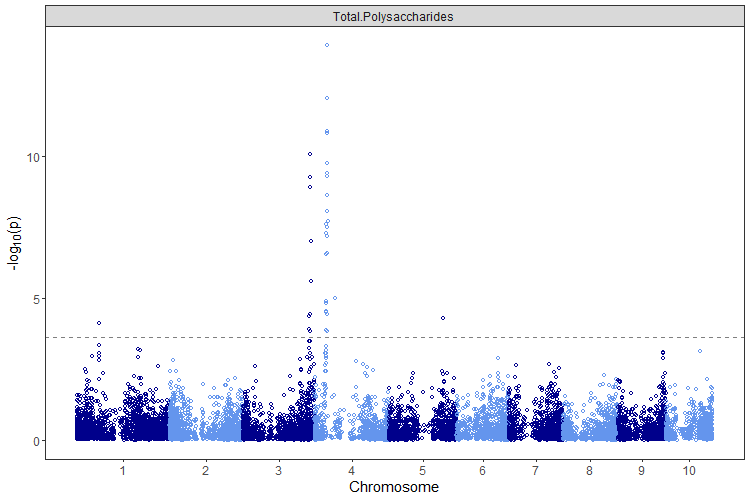 Total.Polysaccharides
10
5
0
-log10(p)
1 2 3 4 5 6 7 8 9 10
Chromosome